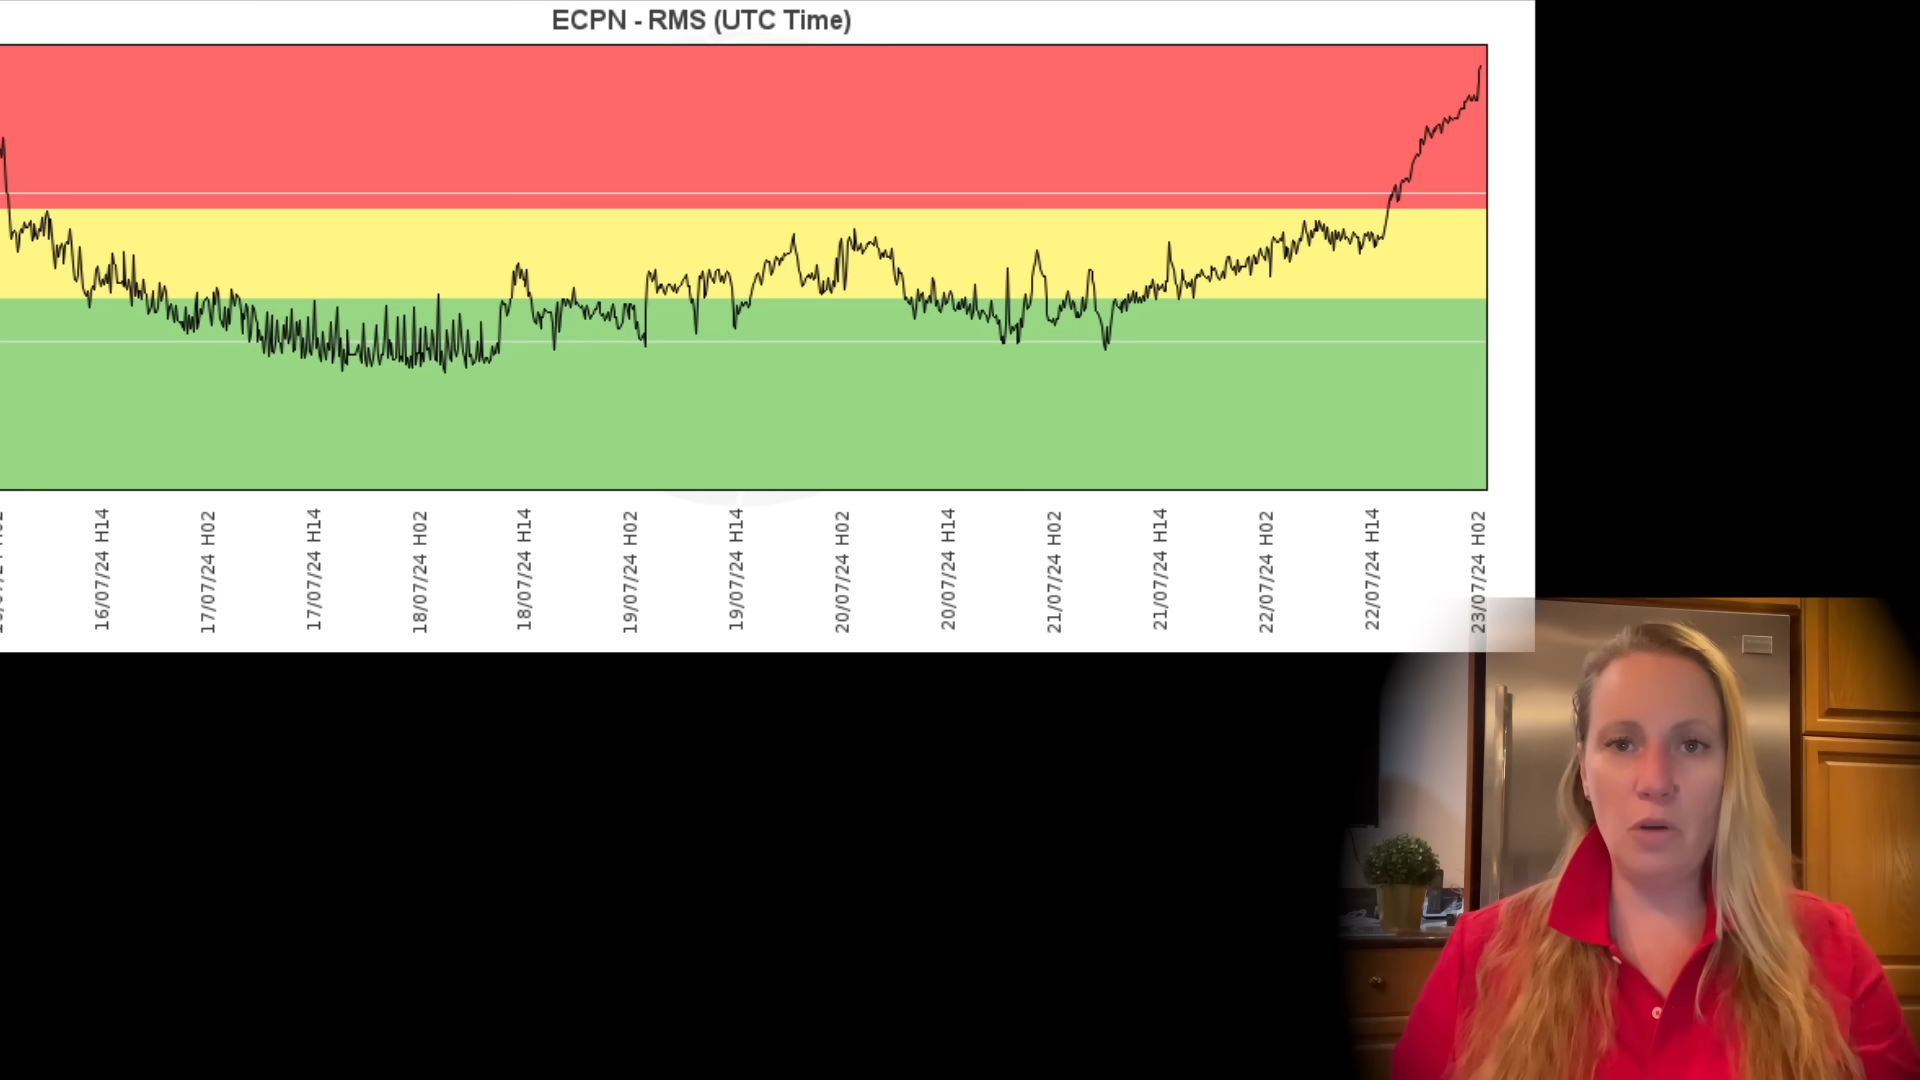 ECPN - RMS (UTC Time)
16/07/24 H14
17/07/24 H02
17/07/24 H14
18/07/24 H02
18/07/24 H14
19/07/24 H02
19/07/24 H14
20/07/24 H02
20/07/24 H14
21/07/24 H02
21/07/24 H14
22/07/24 H02
22/07/24 H14
23/07/24 H02